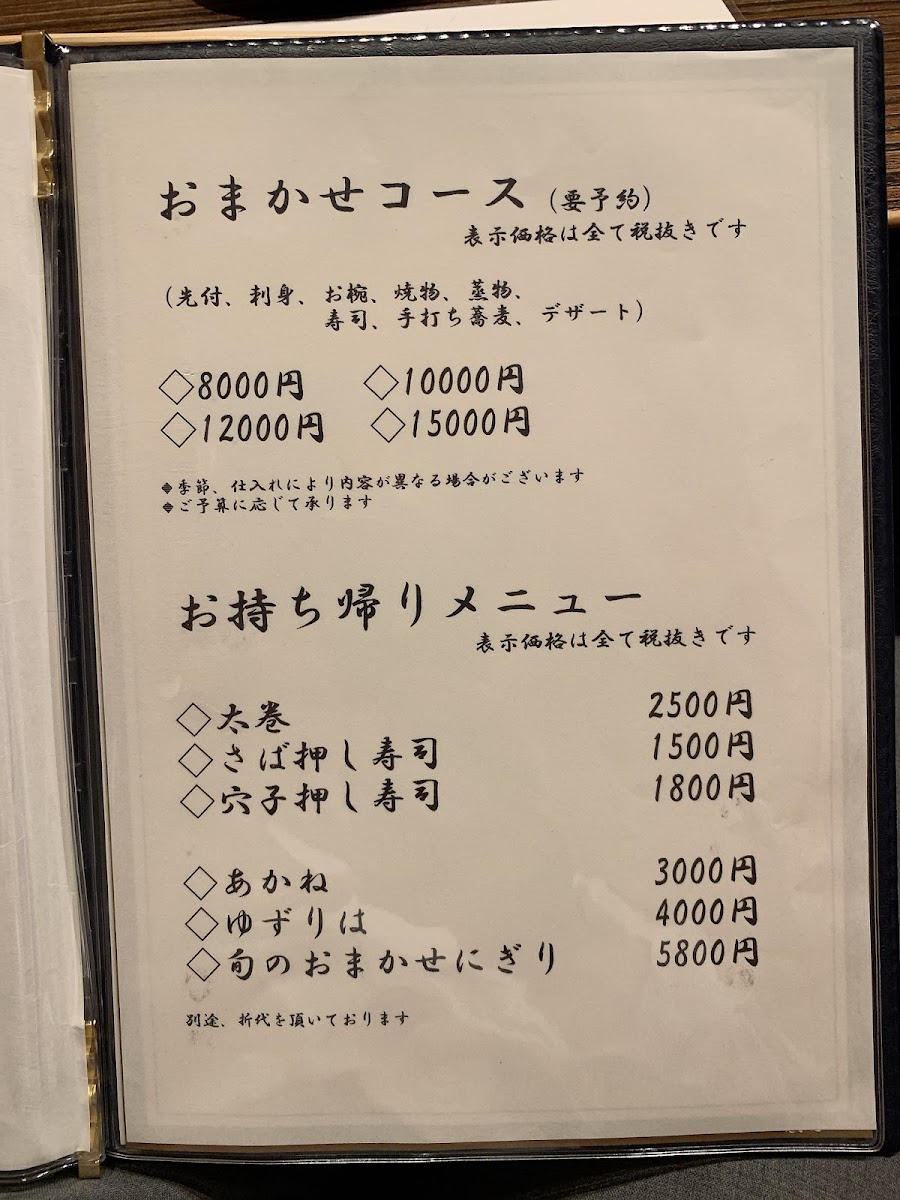 おまかせコース（要予約）
表示価格は全て税抜きです
（先付、刺身、お椀、焼物、蒸物、
寿司、手打ち蕎麦、デザート）
◇8000円 ◇10000円
◇12000円 ◇15000円
◈季節、仕入れにより内容が異なる場合がございます
◈ご予算に応じて承ります
お持ち帰りメニュー
表示価格は全て税抜きです
◇太巻 2500円
◇さば押し寿司 1500円
◇穴子押し寿司 1800円
◇あかね 3000円
◇ゆずりは 4000円
◇旬のおまかせにぎり 5800円
別途、折代を頂いております